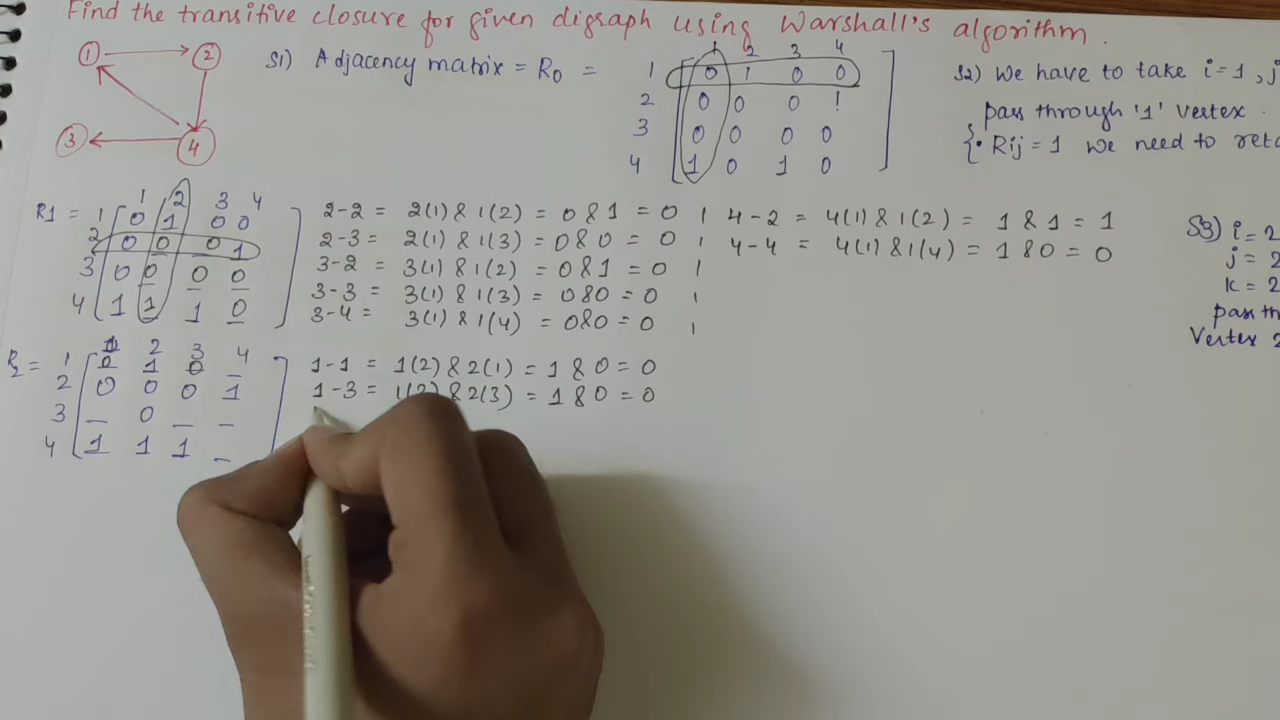 Find the transitive closure for given digraph using Warshall's algorithm.
1 2
3 4
S1) Adjacency matrix = R0 =
1 2 3 4
1 0 1 0 0
2 0 0 0 1
3 0 0 0 0
4 1 0 1 0
S2) We have to take i=1, j
pass through '1' vertex.
{• Rij = 1 we need to
R1 =
1 2 3 4
1 0 1 0 0
2 0 0 0 1
3 0 0 0 0
4 1 1 1 0
2-2 = 2(1) & 1(2) = 0 & 1 = 0
2-3 = 2(1) & 1(3) = 0 & 0 = 0
3-2 = 3(1) & 1(2) = 0 & 1 = 0
3-3 = 3(1) & 1(3) = 0 & 0 = 0
3-4 = 3(1) & 1(4) = 0 & 0 = 0
4-2 = 4(1) & 1(2) = 1 & 1 = 1
4-4 = 4(1) & 1(4) = 1 & 0 = 0
S3) i = 2
j = 2
k = 2
pass
Vertex 2
R2 =
1 2 3 4
1 0 1 0 _
2 0 0 0 1
3 _ 0 _ _
4 1 1 1 _
1-1 = 1(2) & 2(1) = 1 & 0 = 0
1-3 = 1(2) & 2(3) = 1 & 0 = 0